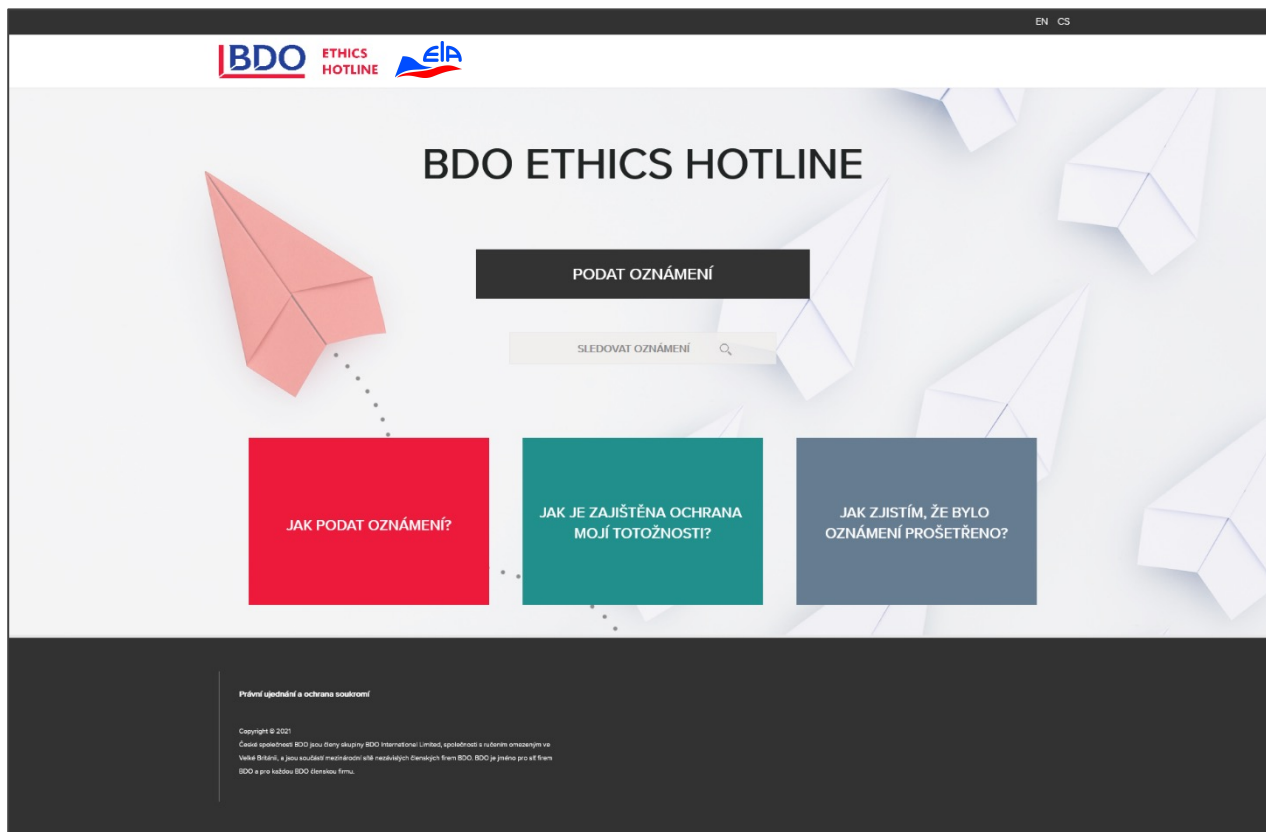 EN CS
BDO ETHICS
HOTLINE
ELA
BDO ETHICS HOTLINE
PODAT OZNÁMENÍ
SLEDOVAT OZNÁMENÍ
JAK PODAT OZNÁMENÍ?
JAK JE ZAJIŠTĚNA OCHRANA
MOJÍ TOTOŽNOSTI?
JAK ZJISTÍM, ŽE BYLO
OZNÁMENÍ PROŠETŘENO?
Právní ujednání a ochrana soukromí
Copyright © 2021
České společnosti BDO jsou členy skupiny BDO International Limited, společnosti s ručením omezeným ve
Velké Británii, a jsou součástí mezinárodní sítě nezávislých členských firem BDO. BDO je jméno pro síť firem
BDO a pro každou BDO členskou firmu.